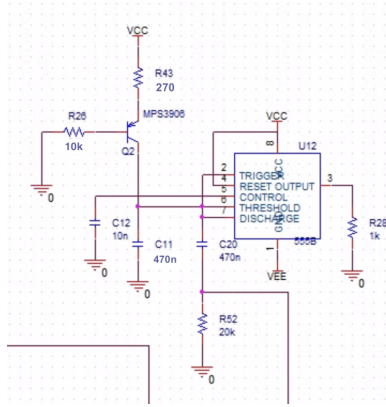 VCC
R43
270
MPS3906
R26
10k
Q2
0
VCC
U12
8
VCC
2
TRIGGER
4
RESET OUTPUT
3
5
CONTROL
6
THRESHOLD
7
DISCHARGE
GND
555B
1
VEE
R28
1k
0
C12
10n
0
C11
470n
0
C20
470n
R52
20k
0